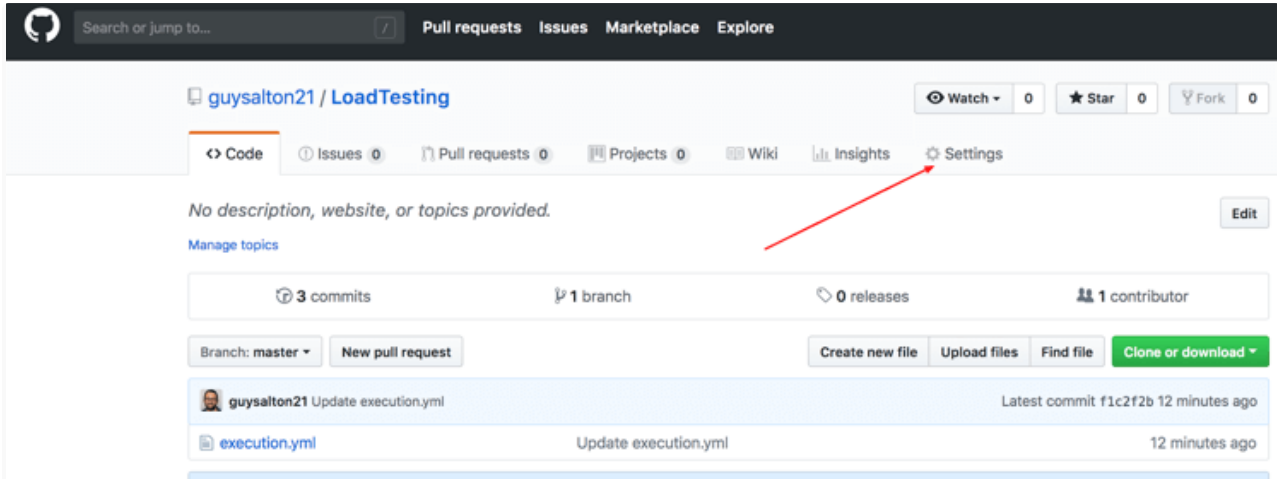 Search or jump to... / Pull requests Issues Marketplace Explore
guysalton21 / LoadTesting Watch 0 Star 0 Fork 0
Code Issues 0 Pull requests 0 Projects 0 Wiki Insights Settings
No description, website, or topics provided. Edit
Manage topics
3 commits 1 branch 0 releases 1 contributor
Branch: master New pull request Create new file Upload files Find file Clone or download
guysalton21 Update execution.yml Latest commit f1c2f2b 12 minutes ago
execution.yml Update execution.yml 12 minutes ago